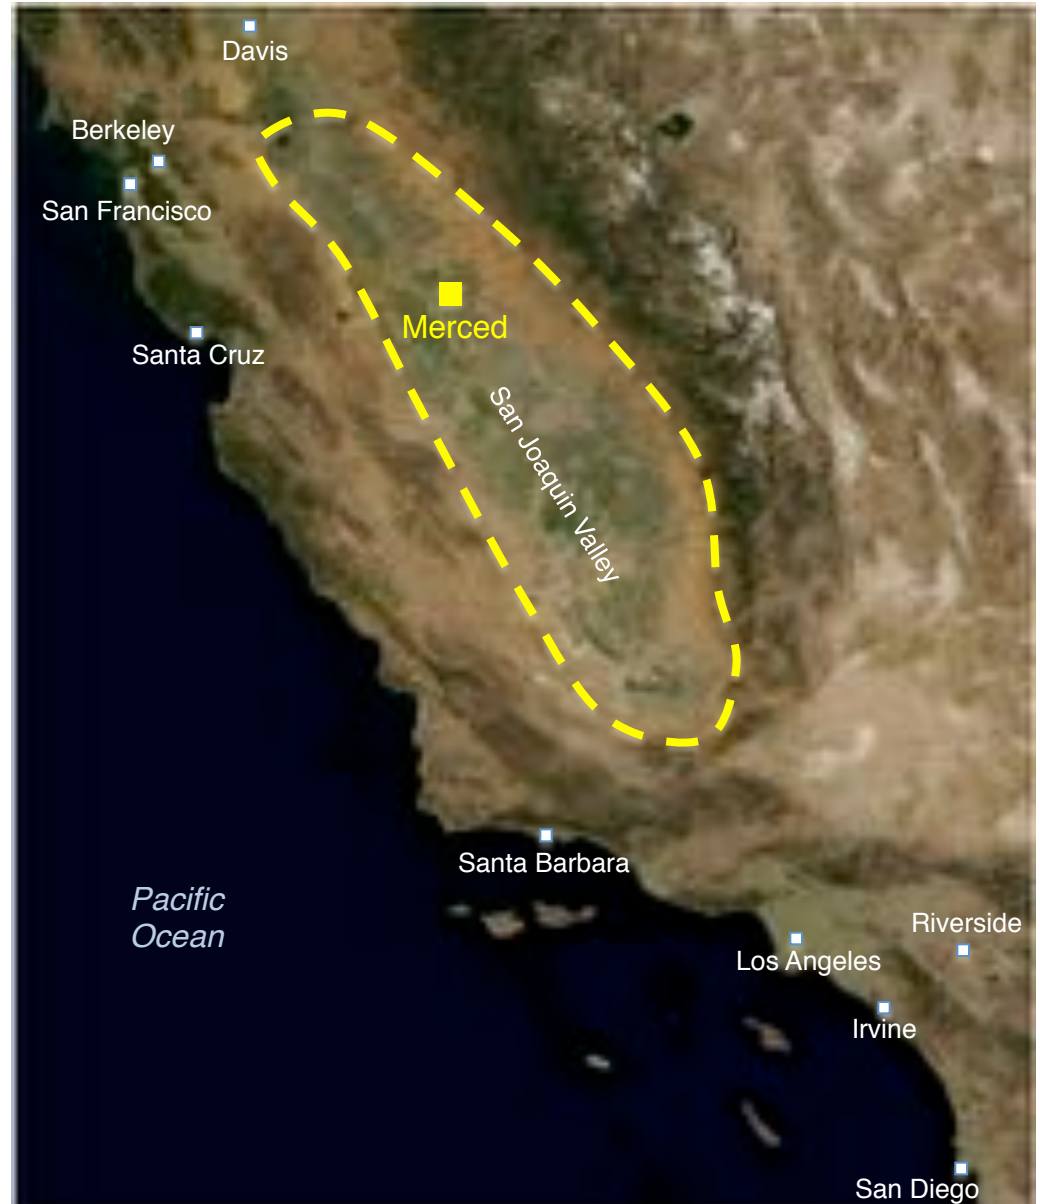 Davis
Berkeley
San Francisco
Merced
Santa Cruz
San Joaquin Valley
Santa Barbara
Pacific
Ocean
Riverside
Los Angeles
Irvine
San Diego